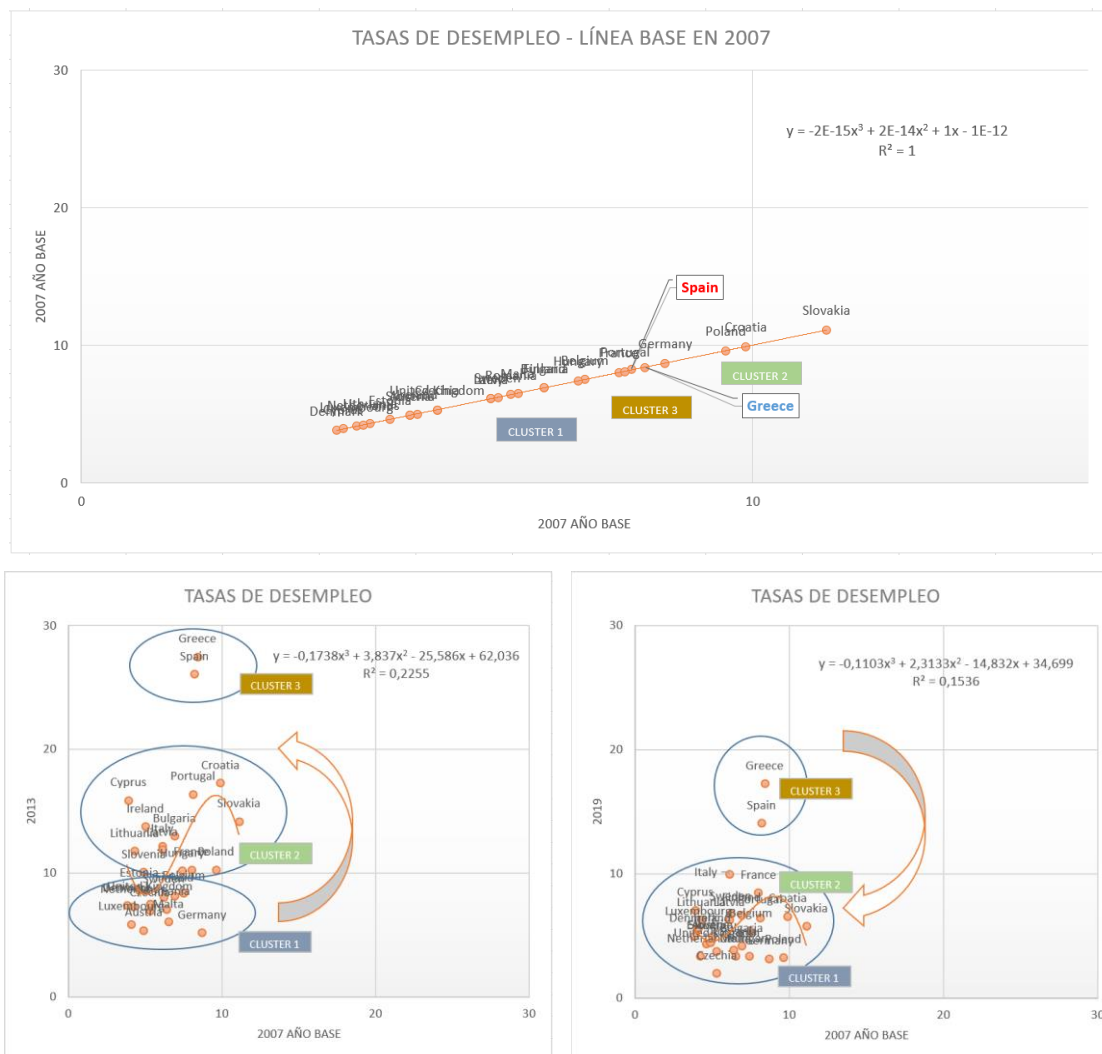 TASAS DE DESEMPLEO - LÍNEA BASE EN 2007
30
y = -2E-15x³ + 2E-14x² + 1x - 1E-12
R² = 1
20
2007 AÑO BASE
Spain
Slovakia
Croatia
Poland
Germany
Portugal
10
Belgium
CLUSTER 2
Greece
CLUSTER 3
CLUSTER 1
Denmark
0
0
10
2007 AÑO BASE
TASAS DE DESEMPLEO
30
Greece
Spain
y = -0,1738x³ + 3,837x² - 25,586x + 62,036
R² = 0,2255
CLUSTER 3
20
Croatia
Cyprus
Portugal
Slovakia
Ireland
Bulgaria
Italy
Lithuania
2013
Slovenia
Hungary
Poland
CLUSTER 2
10
Estonia
Belgium
Malta
Luxembourg
Austria
Germany
CLUSTER 1
0
0
10
20
30
2007 AÑO BASE
TASAS DE DESEMPLEO
30
y = -0,1103x³ + 2,3133x² - 14,832x + 34,699
R² = 0,1536
20
Greece
CLUSTER 3
Spain
2019
10
Italy
France
CLUSTER 2
Cyprus
Croatia
Lithuania
Latvia
Slovakia
Luxembourg
Belgium
Bulgaria
Germany
Poland
Czechia
CLUSTER 1
0
0
10
20
30
2007 AÑO BASE